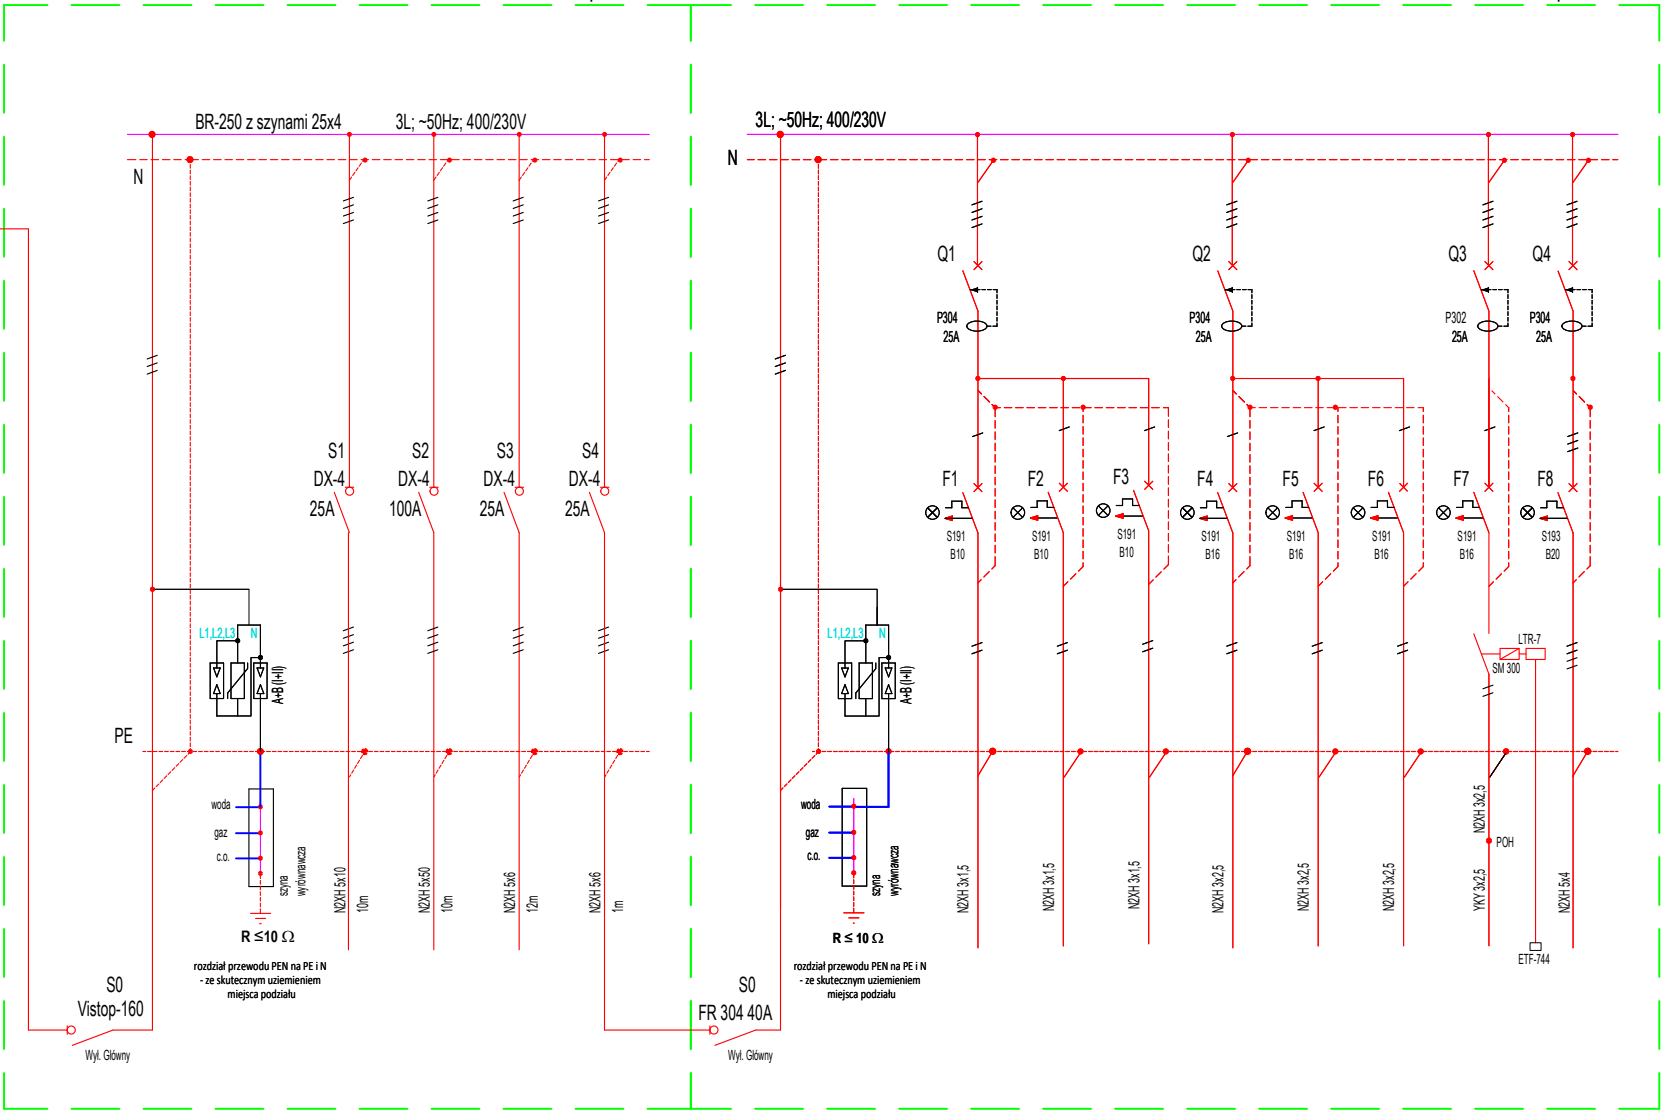 BR-250 z szynami 25x4
3L; ~50Hz; 400/230V
N
S1
DX-4
25A
S2
DX-4
100A
S3
DX-4
25A
S4
DX-4
25A
L1,L2,L3
N
A+B (I+II)
PE
woda
gaz
c.o.
szyna
wyrównawcza
R ≤10 Ω
rozdział przewodu PEN na PE i N
- ze skutecznym uziemieniem
miejsca podziału
N2XH 5x10
10m
N2XH 5x50
10m
N2XH 5x6
12m
N2XH 5x6
1m
S0
Vistop-160
Wył. Główny
3L; ~50Hz; 400/230V
N
Q1
P304
25A
Q2
P304
25A
Q3
P302
25A
Q4
P304
25A
F1
S191
B10
F2
S191
B10
F3
S191
B10
F4
S191
B16
F5
S191
B16
F6
S191
B16
F7
S191
B16
F8
S193
B20
L1,L2,L3
N
A+B (I+II)
LTR-7
SM 300
woda
gaz
c.o.
szyna
wyrównawcza
R ≤ 10 Ω
rozdział przewodu PEN na PE i N
- ze skutecznym uziemieniem
miejsca podziału
N2XH 3x1,5
N2XH 3x1,5
N2XH 3x1,5
N2XH 3x2,5
N2XH 3x2,5
N2XH 3x2,5
N2XH 3x2,5
POH
YKY 3x2,5
N2XH 5x4
ETF-744
S0
FR 304 40A
Wył. Główny